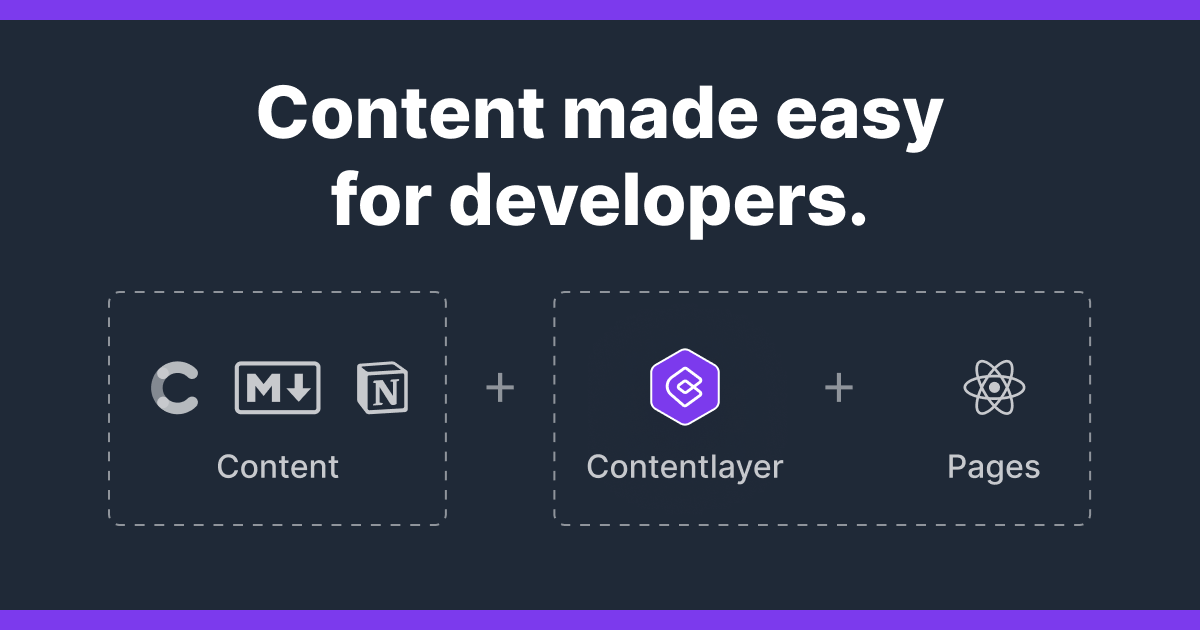 Content made easy
for developers.
M
N
+
+
Content
Contentlayer
Pages